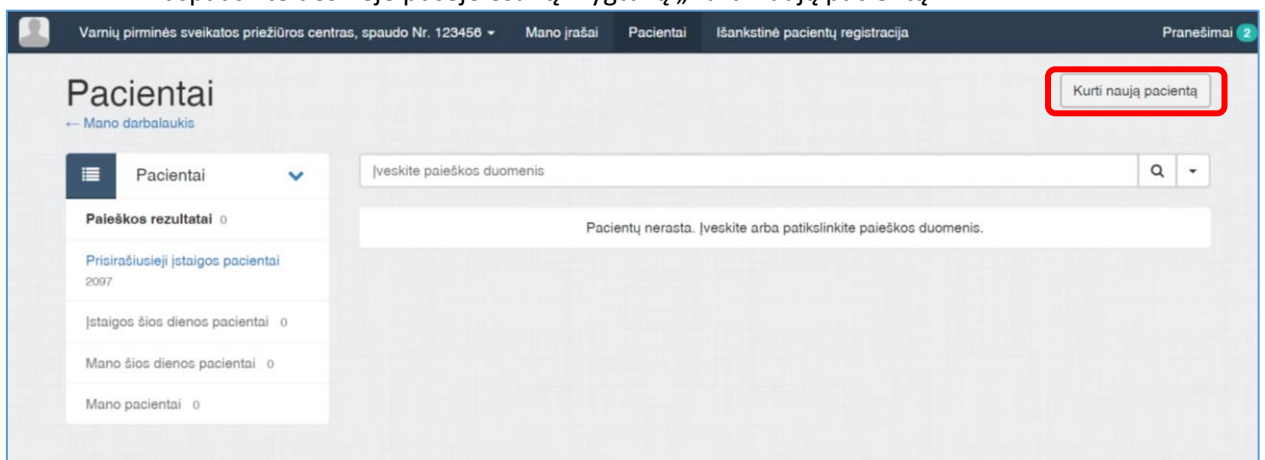 Varnių pirminės sveikatos priežiūros centras, spaudo Nr. 123456 Mano įrašai Pacientai Išankstinė pacientų registracija Pranešimai 2
Pacientai
Kurti naują pacientą
← Mano darbalaukis
Pacientai
Įveskite paieškos duomenis
Paieškos rezultatai 0
Pacientų nerasta. Įveskite arba patikslinkite paieškos duomenis.
Prisirašiusieji įstaigos pacientai
2097
Įstaigos šios dienos pacientai 0
Mano šios dienos pacientai 0
Mano pacientai 0